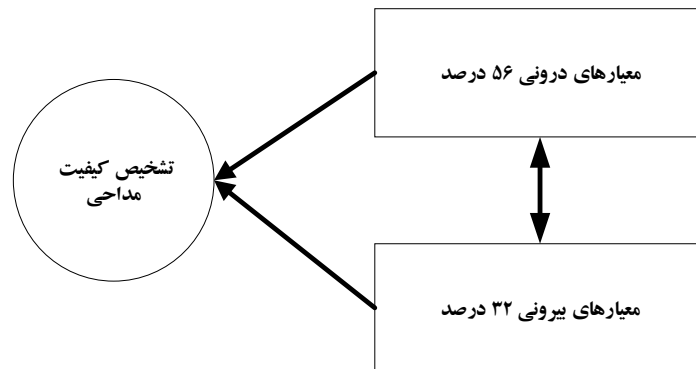 معیارهای درونی ۵۶ درصد
تشخیص کیفیت
مداحی
معیارهای بیرونی ۳۲ درصد